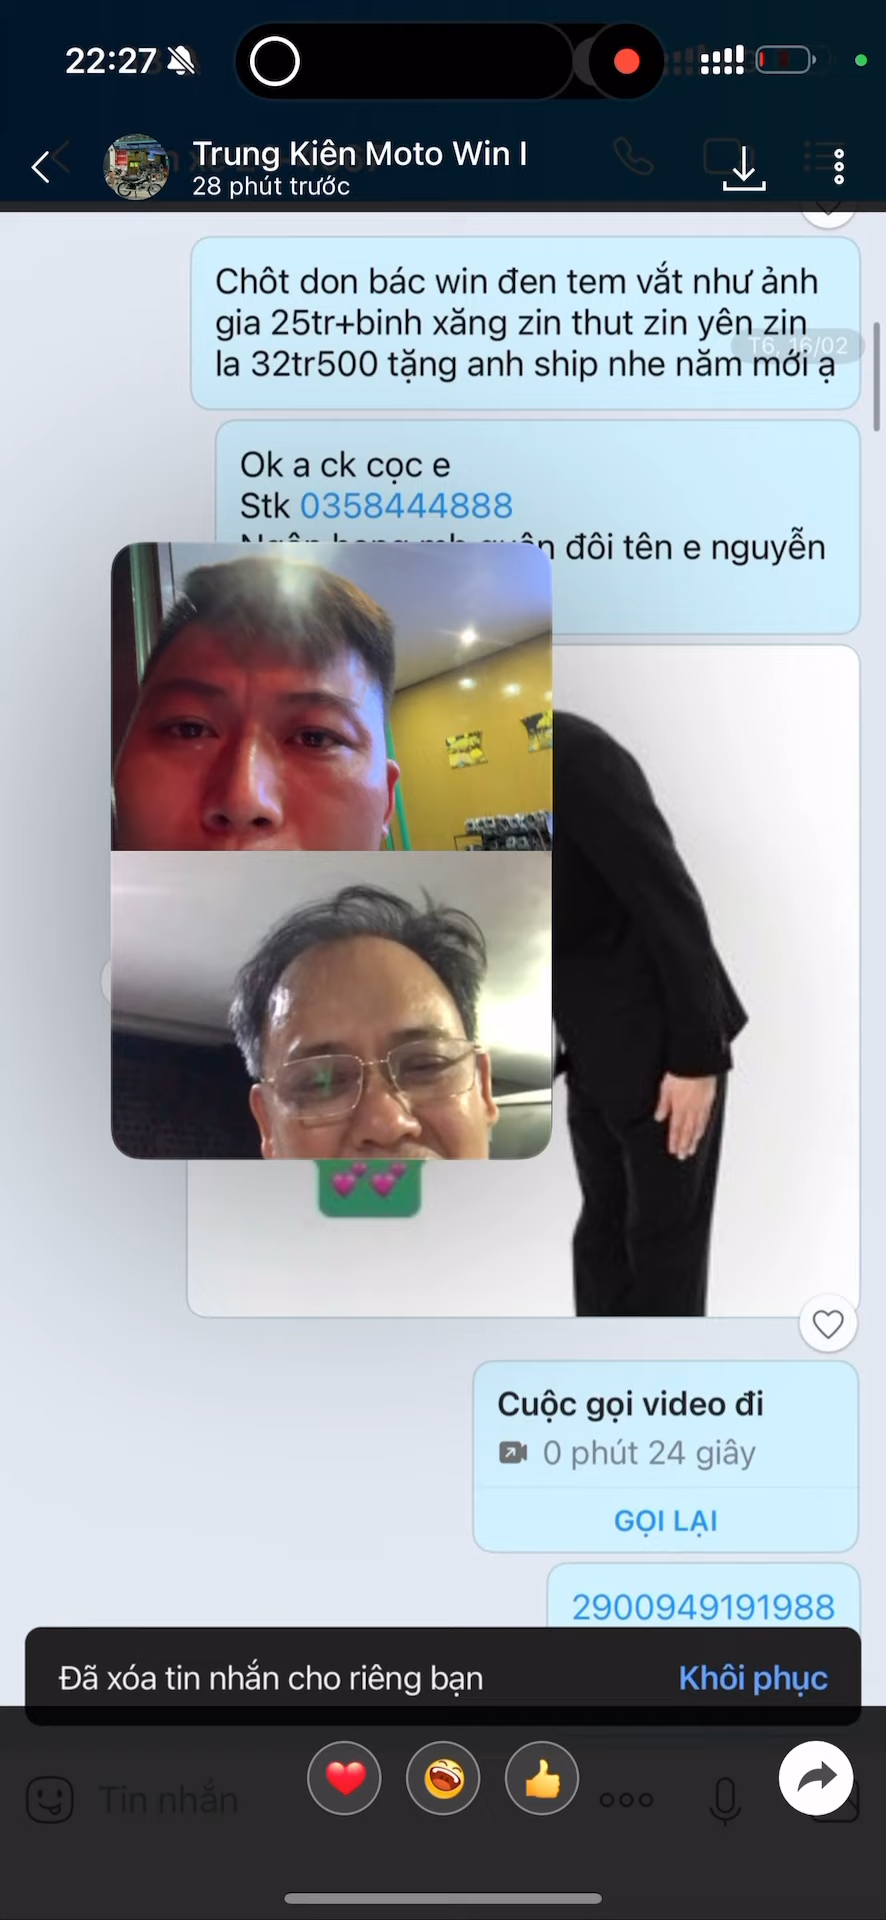 22:27
Trung Kiên Moto Win I
28 phút trước
Chôt don bác win đen tem vắt như ảnh
gia 25tr+binh xăng zin thut zin yên zin
T6, 16/02
la 32tr500 tặng anh ship nhe năm mới ạ
Ok a ck cọc e
Stk 0358444888
đôi tên e nguyễn
Cuộc gọi video đi
0 phút 24 giây
GỌI LẠI
2900949191988
Đã xóa tin nhắn cho riêng bạn
Khôi phục
Tin nhắn